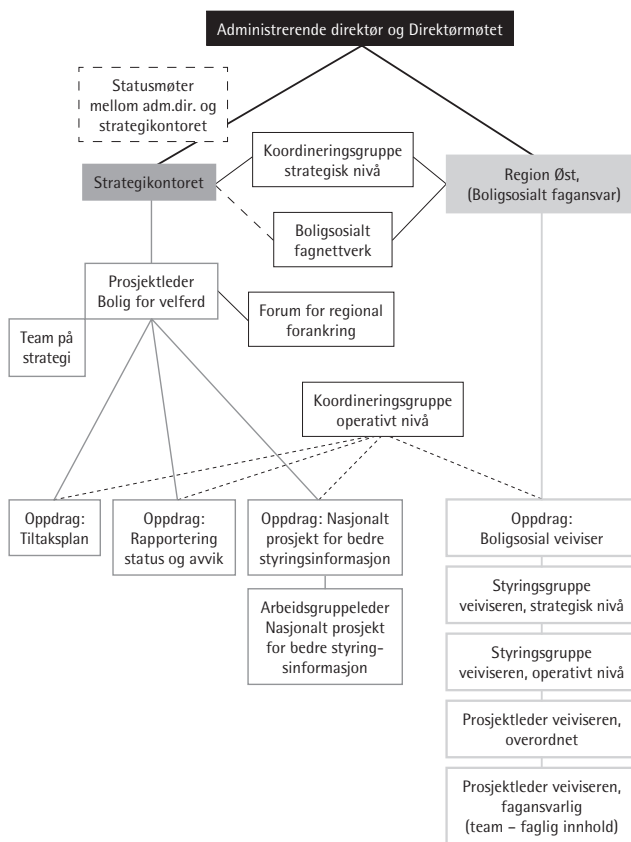 Administrerende direktør og Direktørmøtet
Statusmøter
mellom adm.dir. og
strategikontoret
Koordineringsgruppe
strategisk nivå
Strategikontoret
Region Øst,
(Boligsosialt fagansvar)
Boligsosialt
fagnettverk
Prosjektleder
Bolig for velferd
Forum for regional
forankring
Team på
strategi
Koordineringsgruppe
operativt nivå
Oppdrag:
Tiltaksplan
Oppdrag:
Rapportering
status og avvik
Oppdrag: Nasjonalt
prosjekt for bedre
styringsinformasjon
Oppdrag:
Boligsosial veiviser
Arbeidsgruppeleder
Nasjonalt prosjekt
for bedre styring-
sinformasjon
Styringsgruppe
veiviseren, strategisk nivå
Styringsgruppe
veiviseren, operativt nivå
Prosjektleder veiviseren,
overordnet
Prosjektleder veiviseren,
fagansvarlig
(team – faglig innhold)